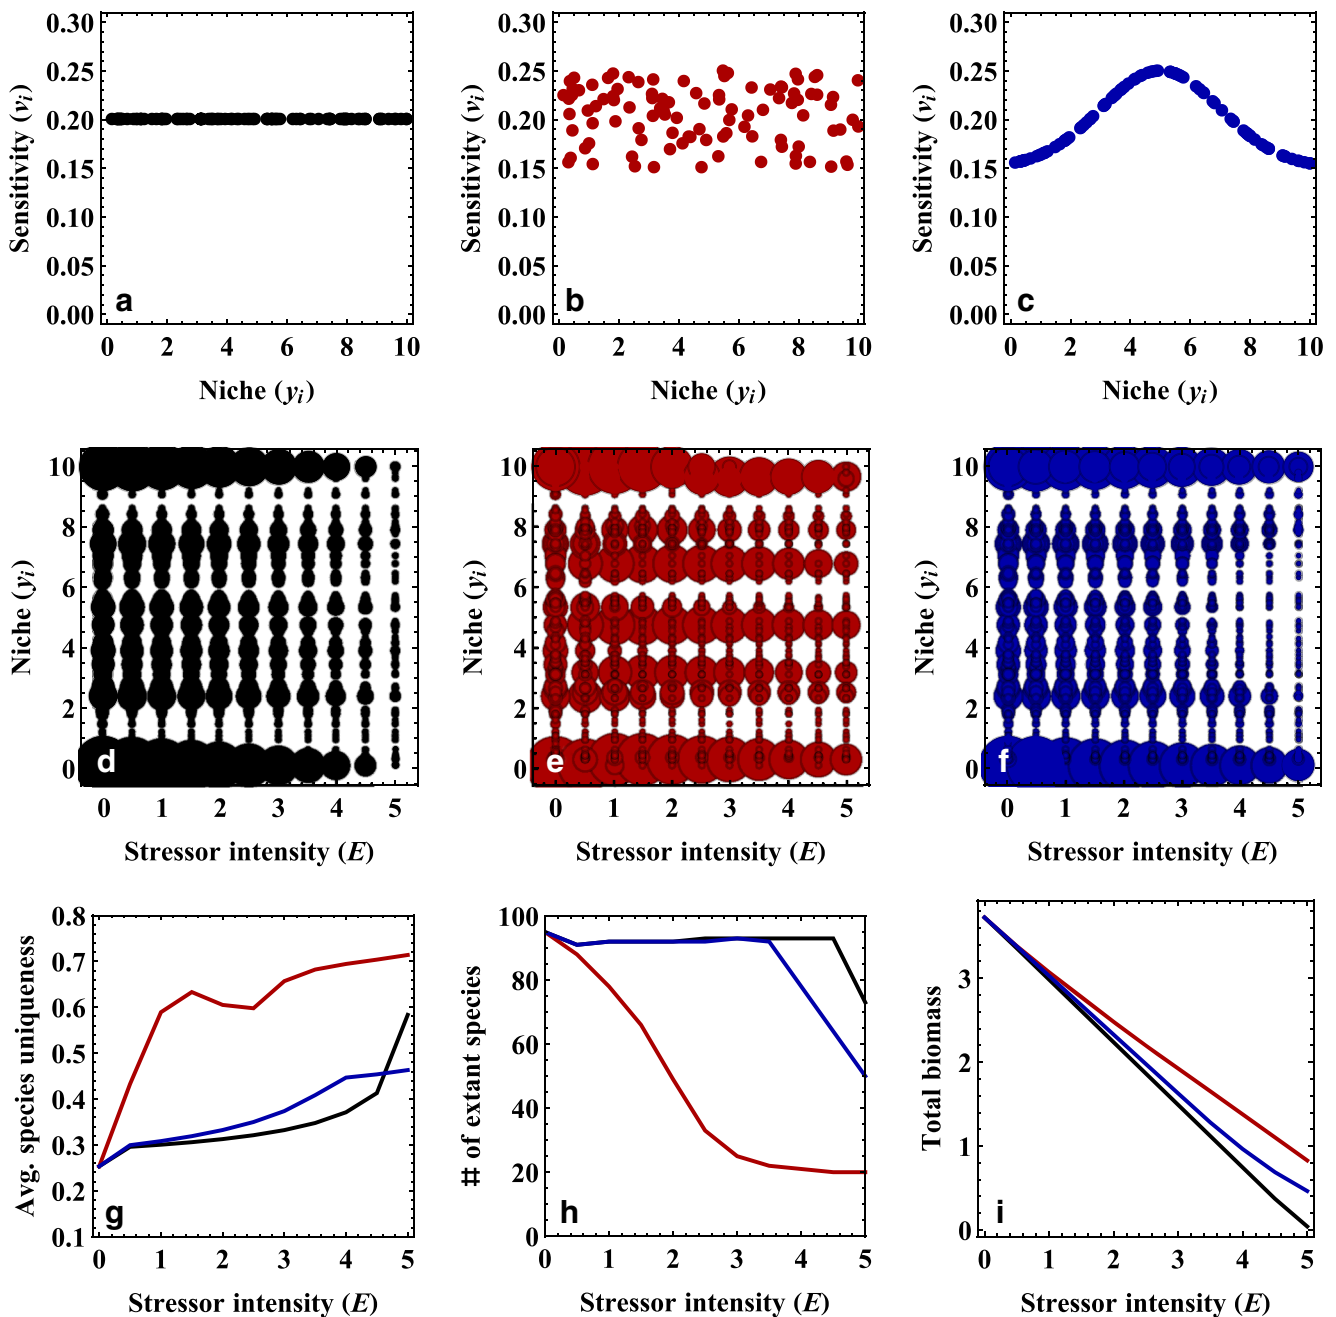 0.30
0.25
0.20
0.15
0.10
0.05
0.00
Sensitivity (vi)
a
0 2 4 6 8 10
Niche (yi)
0.30
0.25
0.20
0.15
0.10
0.05
0.00
Sensitivity (vi)
b
0 2 4 6 8 10
Niche (yi)
0.30
0.25
0.20
0.15
0.10
0.05
0.00
Sensitivity (vi)
c
0 2 4 6 8 10
Niche (yi)
10
8
6
4
2
0
Niche (yi)
d
0 1 2 3 4 5
Stressor intensity (E)
10
8
6
4
2
0
Niche (yi)
e
0 1 2 3 4 5
Stressor intensity (E)
10
8
6
4
2
0
Niche (yi)
f
0 1 2 3 4 5
Stressor intensity (E)
0.8
0.7
0.6
0.5
0.4
0.3
0.2
0.1
Avg. species uniqueness
g
0 1 2 3 4 5
Stressor intensity (E)
100
80
60
40
20
0
# of extant species
h
0 1 2 3 4 5
Stressor intensity (E)
3
2
1
0
Total biomass
i
0 1 2 3 4 5
Stressor intensity (E)